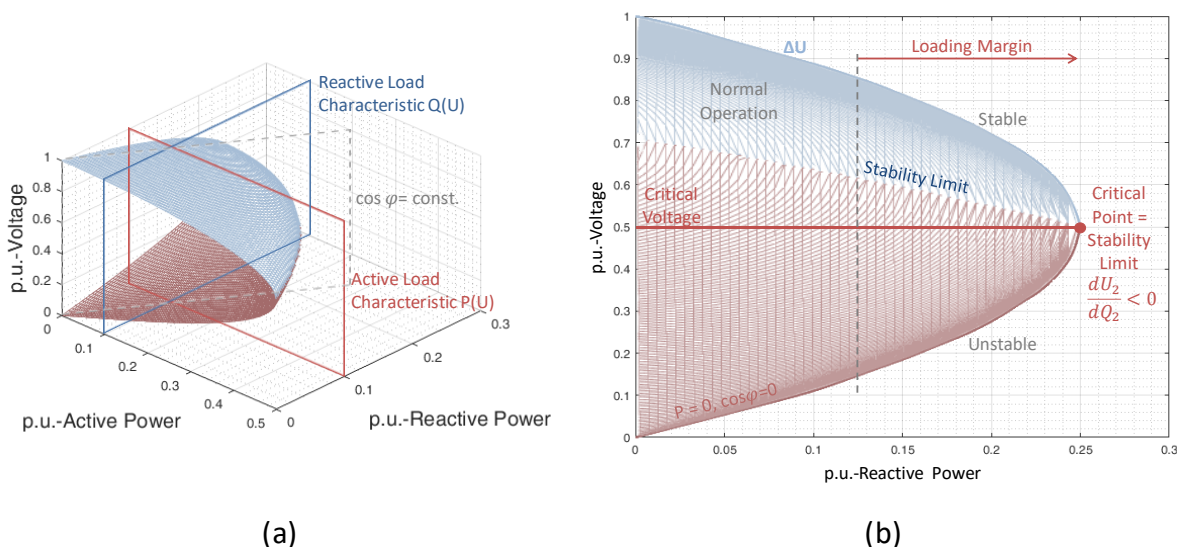 Reactive Load
Characteristic Q(U)
1
0.8
0.6
0.4
0.2
0
p.u.-Voltage
cos φ= const.
Active Load
Characteristic P(U)
0
0.1
0.2
0.3
0.4
0.5
p.u.-Active Power
0
0.1
0.2
0.3
p.u.-Reactive Power
(a)
1
0.9
0.8
0.7
0.6
0.5
0.4
0.3
0.2
0.1
0
p.u.-Voltage
ΔU
Loading Margin
Normal
Operation
Stable
Stability Limit
Critical
Voltage
Critical
Point =
Stability
Limit
dU₂
dQ₂ < 0
Unstable
P = 0, cosφ=0
0
0.05
0.1
0.15
0.2
0.25
0.3
p.u.-Reactive Power
(b)